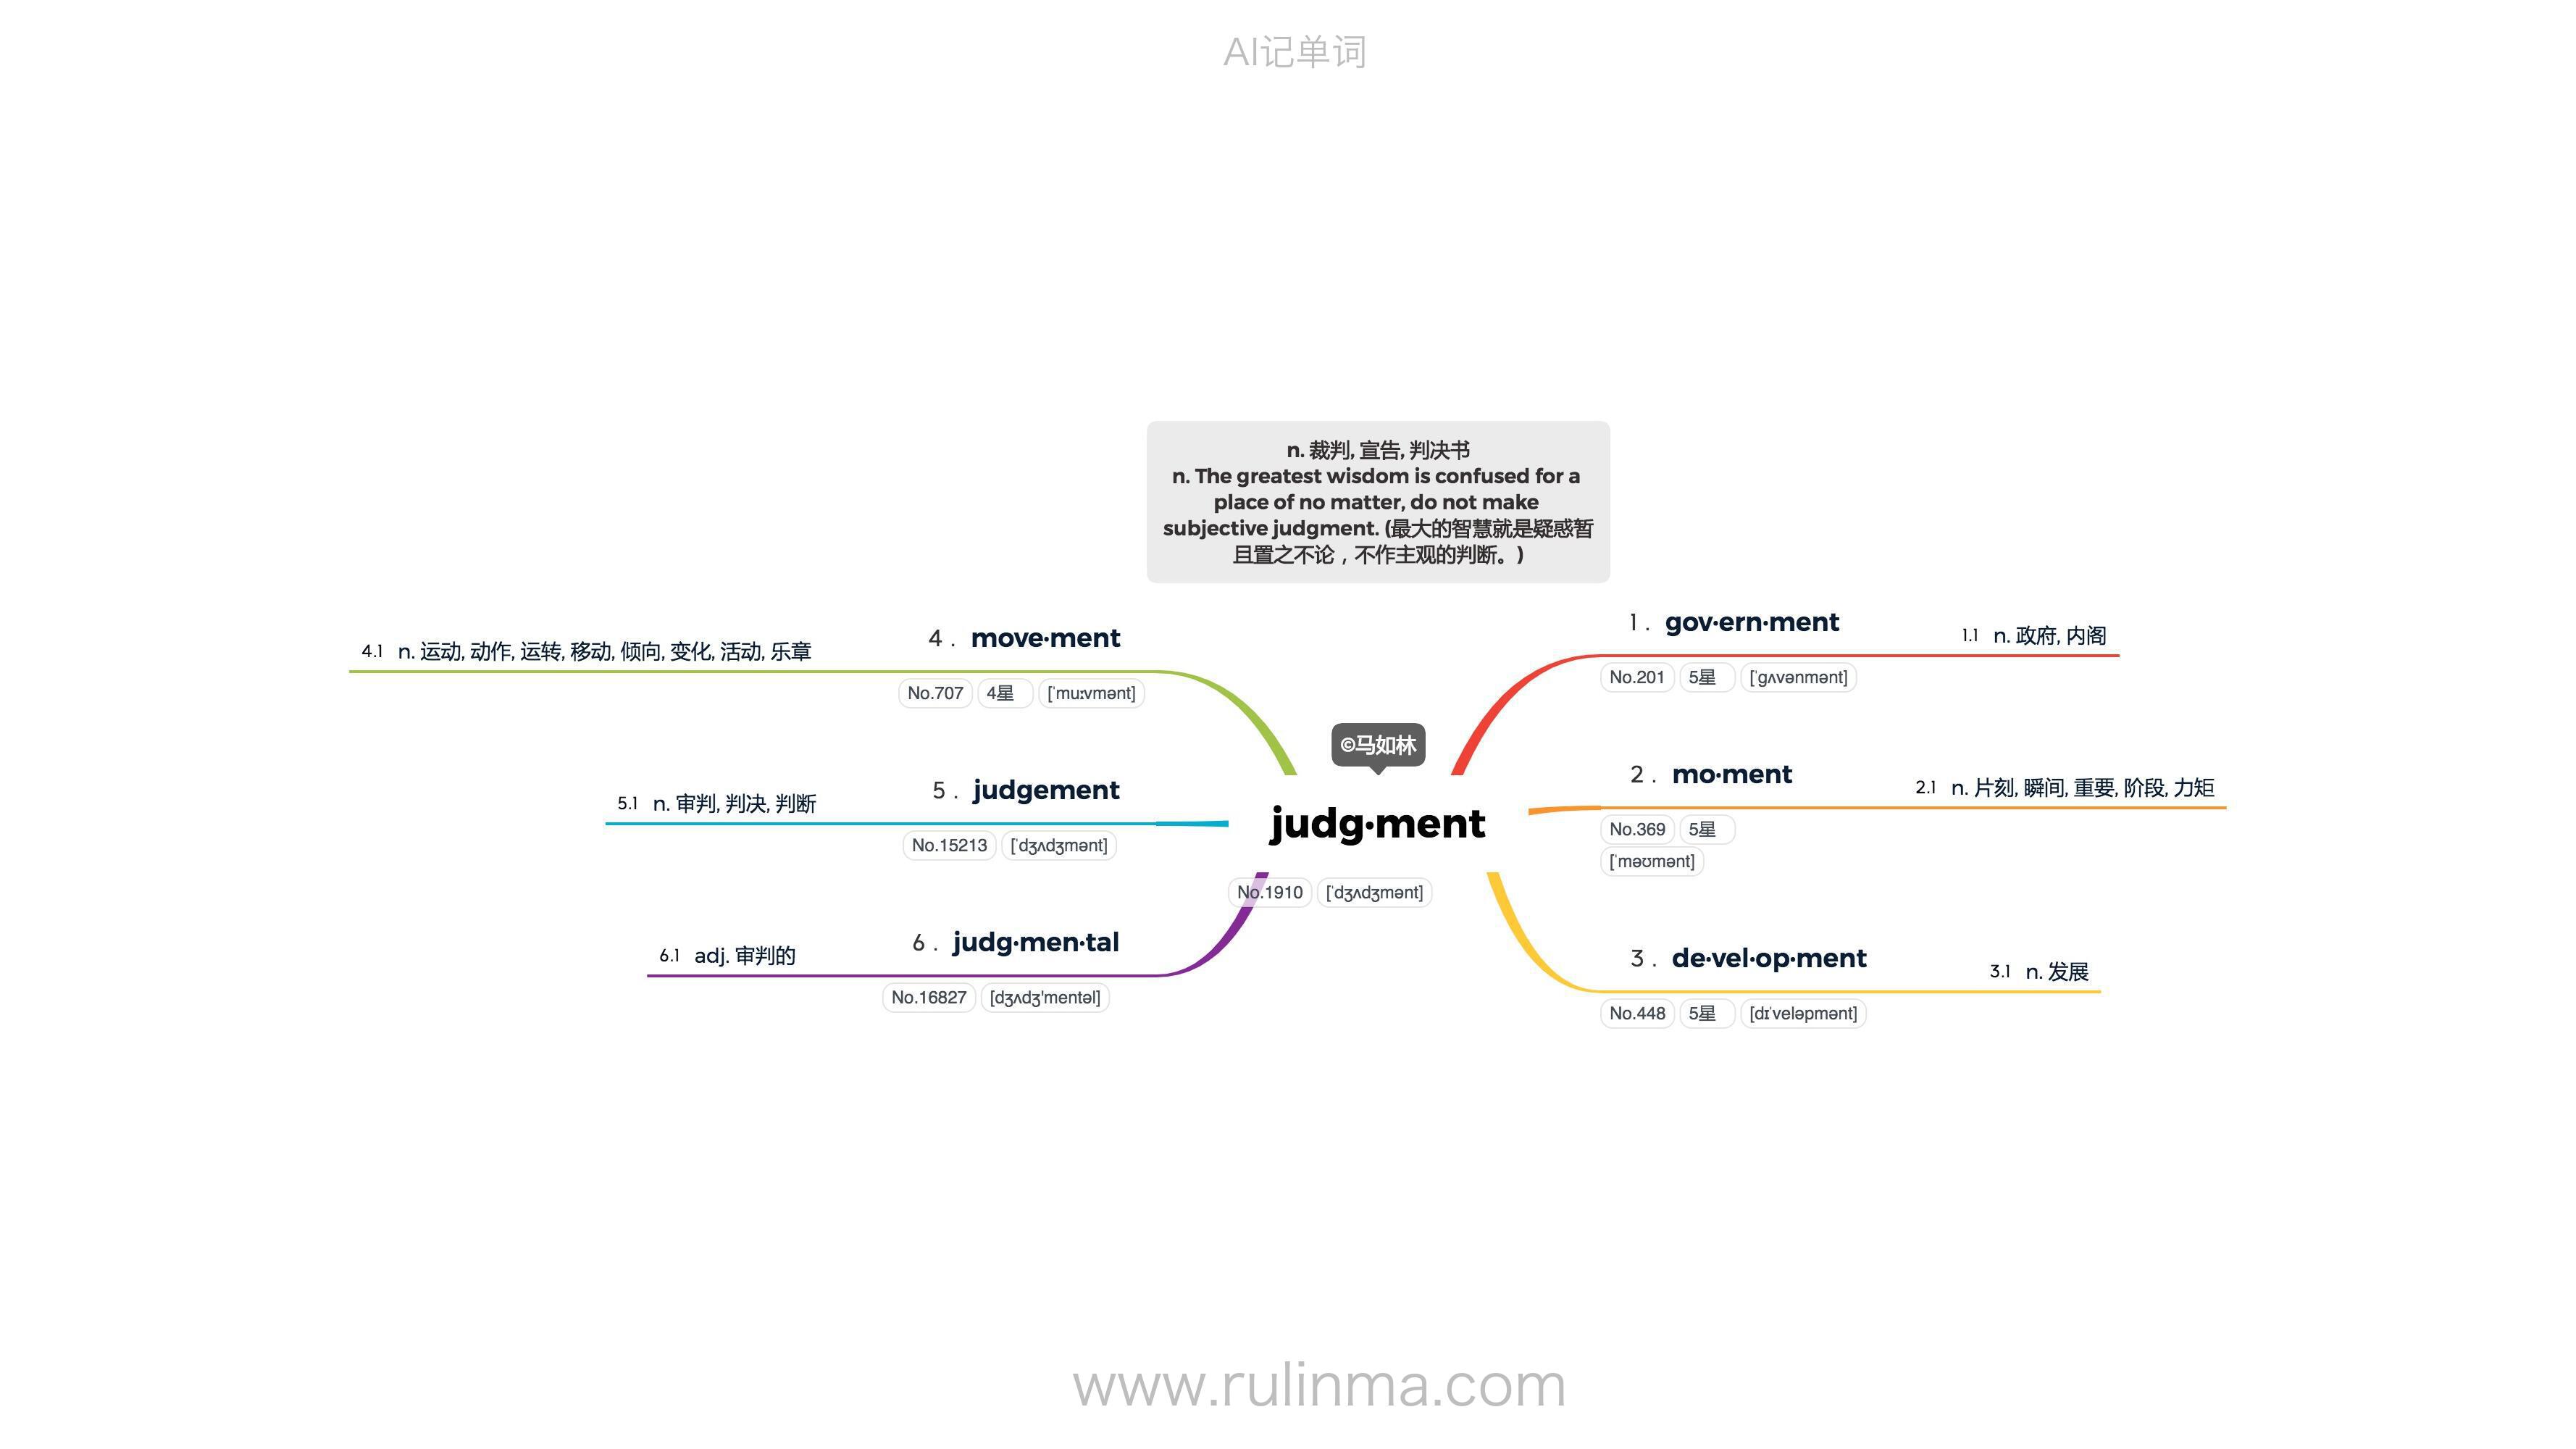 AI记单词
n. 裁判, 宣告, 判决书
n. The greatest wisdom is confused for a
place of no matter, do not make
subjective judgment. (最大的智慧就是疑惑暂
且置之不论，不作主观的判断。)
©马如林
judg·ment
No.1910 [ˈdʒʌdʒmənt]
1 . gov·ern·ment
No.201 5星 [ˈgʌvənmənt]
1.1 n. 政府, 内阁
2 . mo·ment
No.369 5星
[ˈməʊmənt]
2.1 n. 片刻, 瞬间, 重要, 阶段, 力矩
3 . de·vel·op·ment
No.448 5星 [dɪˈveləpmənt]
3.1 n. 发展
4 . move·ment
No.707 4星 [ˈmuːvmənt]
4.1 n. 运动, 动作, 运转, 移动, 倾向, 变化, 活动, 乐章
5 . judgement
No.15213 [ˈdʒʌdʒmənt]
5.1 n. 审判, 判决, 判断
6 . judg·men·tal
No.16827 [dʒʌdʒ'mentəl]
6.1 adj. 审判的
www.rulinma.com